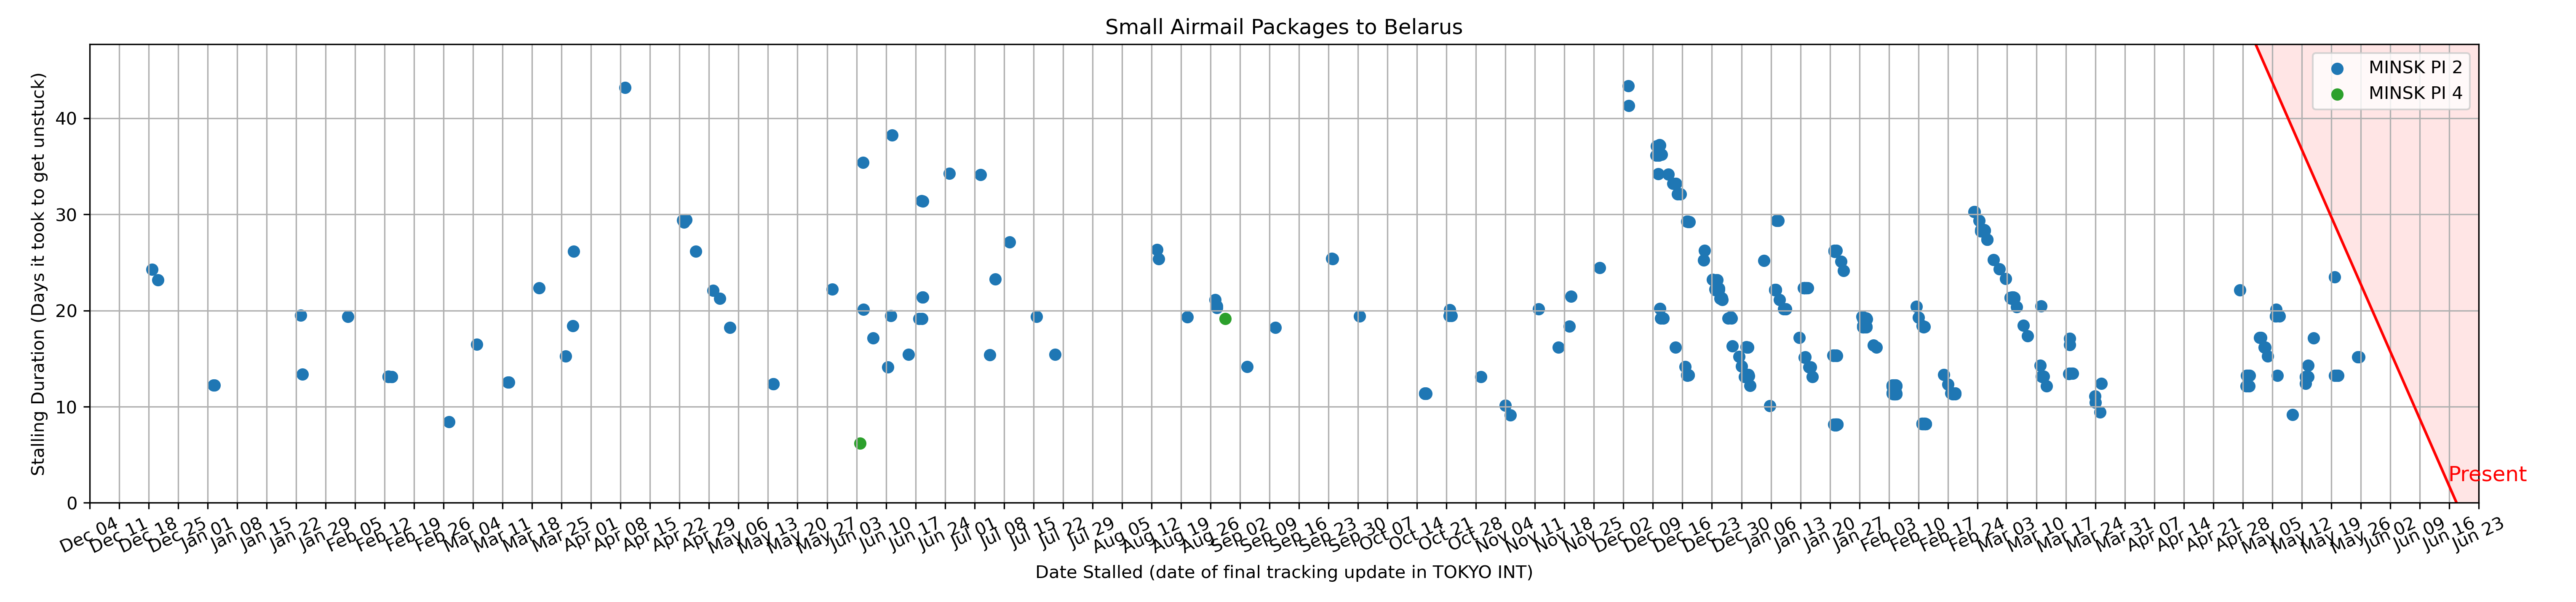 Small Airmail Packages to Belarus
Stalling Duration (Days it took to get unstuck)
40
30
20
10
0
MINSK PI 2
MINSK PI 4
Present
Dec 04 Dec 11 Dec 18 Dec 25 Jan 01 Jan 08 Jan 15 Jan 22 Jan 29 Feb 05 Feb 12 Feb 19 Feb 26 Mar 04 Mar 11 Mar 18 Mar 25 Apr 01 Apr 08 Apr 15 Apr 22 Apr 29 May 06 May 13 May 20 May 27 Jun 03 Jun 10 Jun 17 Jun 24 Jul 01 Jul 08 Jul 15 Jul 22 Jul 29 Aug 05 Aug 12 Aug 19 Aug 26 Sep 02 Sep 09 Sep 16 Sep 23 Sep 30 Oct 07 Oct 14 Oct 21 Oct 28 Nov 04 Nov 11 Nov 18 Nov 25 Dec 02 Dec 09 Dec 16 Dec 23 Dec 30 Jan 06 Jan 13 Jan 20 Jan 27 Feb 03 Feb 10 Feb 17 Feb 24 Mar 03 Mar 10 Mar 17 Mar 24 Mar 31 Apr 07 Apr 14 Apr 21 Apr 28 May 05 May 12 May 19 May 26 Jun 02 Jun 09 Jun 16 Jun 23
Date Stalled (date of final tracking update in TOKYO INT)